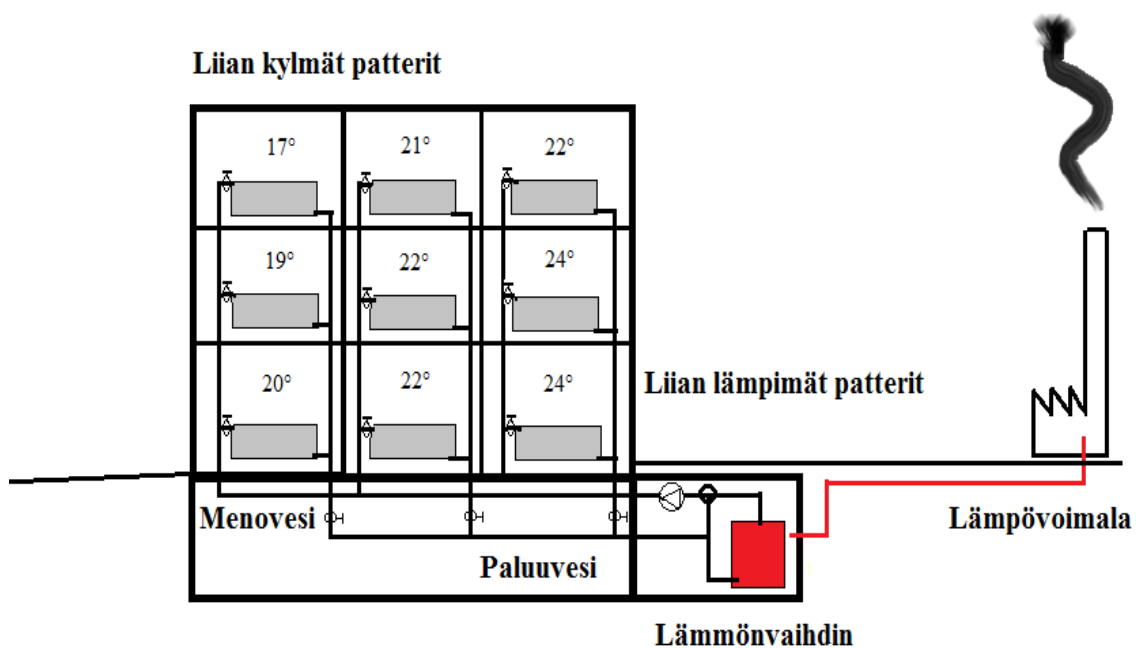 Liian kylmät patterit
17° 21° 22°
19° 22° 24°
20° 22° 24°
Liian lämpimät patterit
Menovesi
Lämpövoimala
Paluuvesi
Lämmönvaihdin